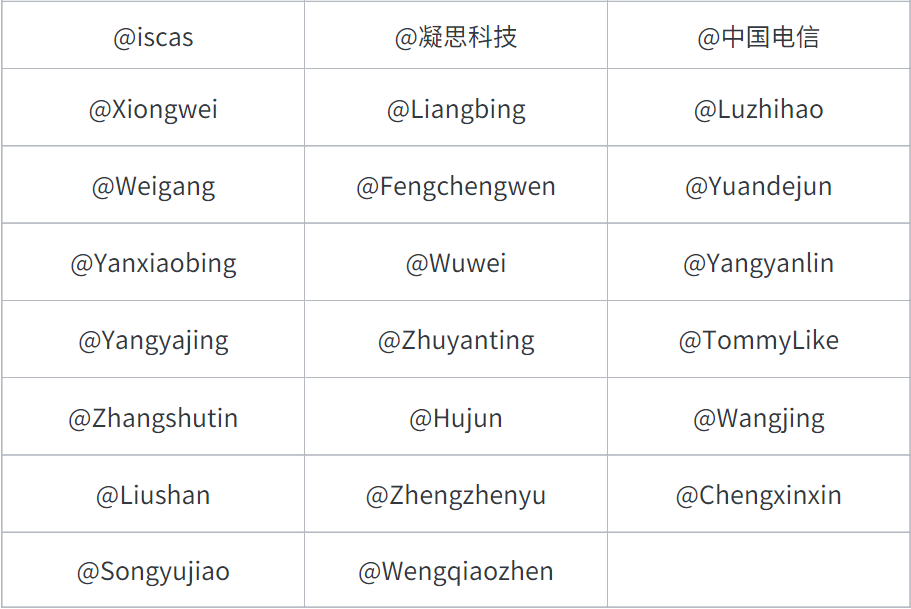 @iscas @凝思科技 @中国电信
@Xiongwei @Liangbing @Luzhihao
@Weigang @Fengchengwen @Yuandejun
@Yanxiaobing @Wuwei @Yangyanlin
@Yangyajing @Zhuyanting @TommyLike
@Zhangshutin @Hujun @Wangjing
@Liushan @Zhengzhenyu @Chengxinxin
@Songyujiao @Wengqiaozhen